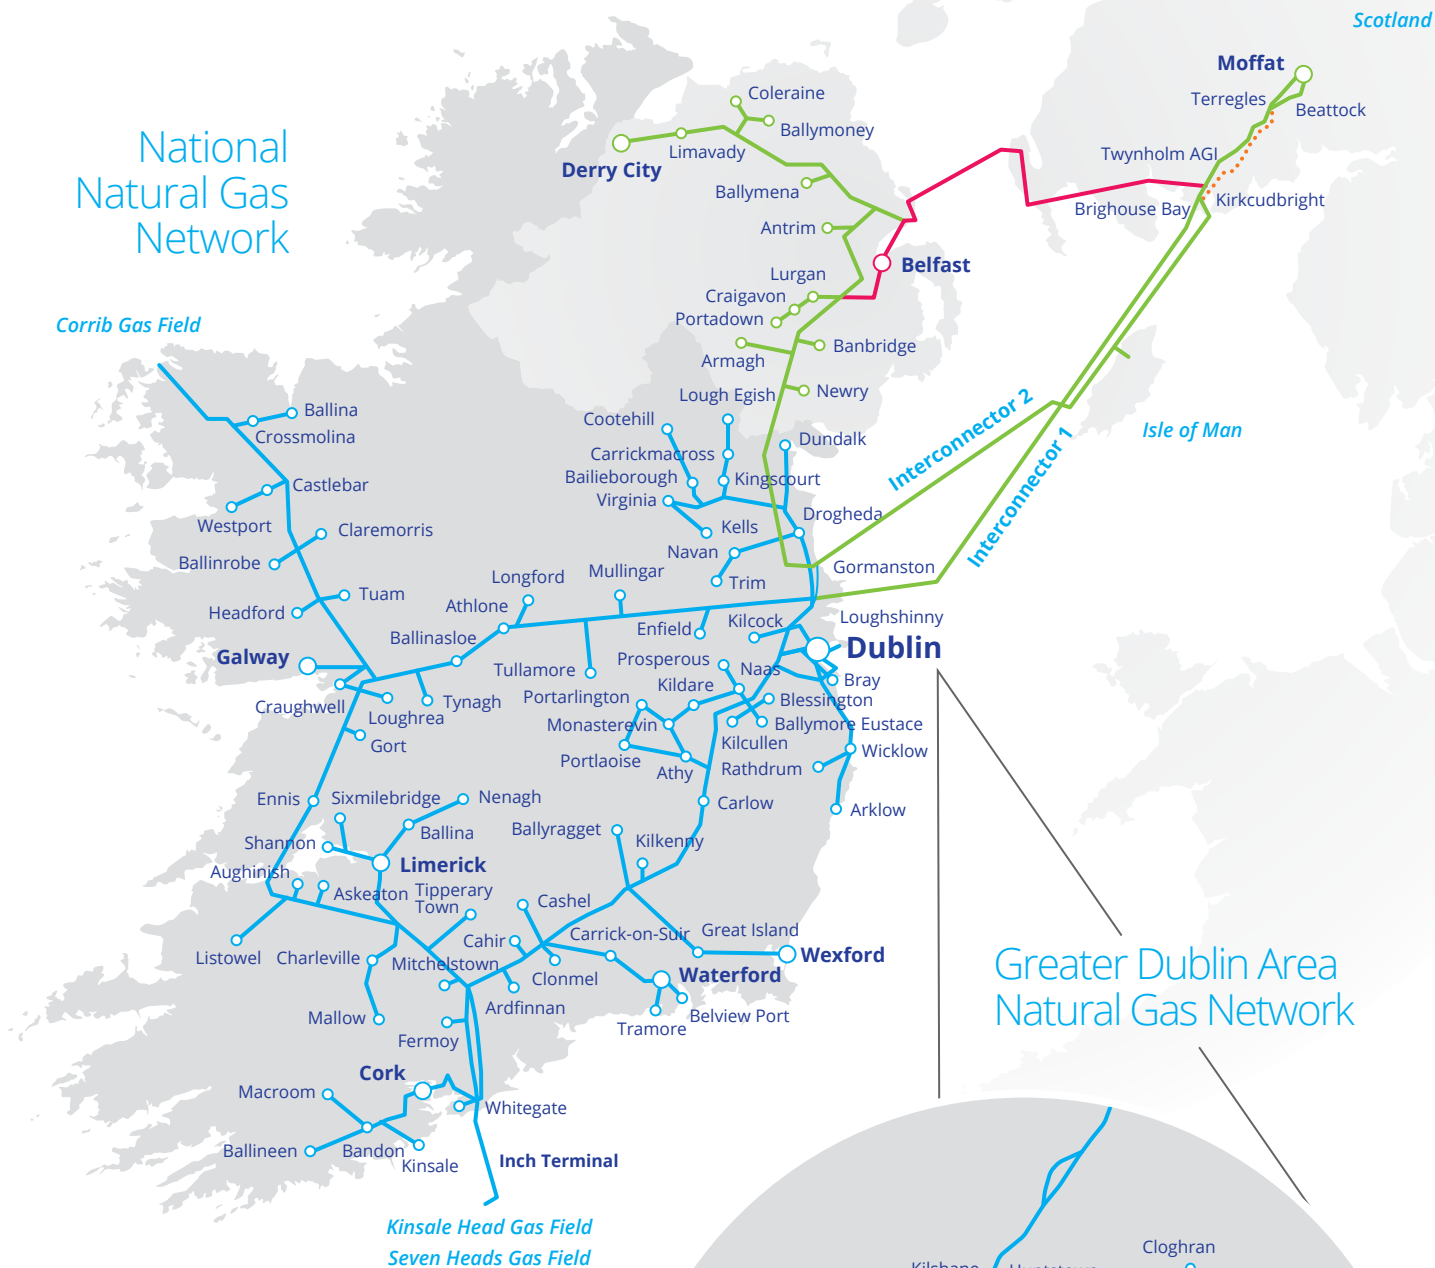 Scotland
Moffat
Terregles
Beattock
Coleraine
Ballymoney
National
Natural Gas
Network
Limavady
Derry City
Twynholm AGI
Ballymena
Kirkcudbright
Brighouse Bay
Antrim
Belfast
Lurgan
Craigavon
Portadown
Corrib Gas Field
Banbridge
Armagh
Newry
Lough Egish
Interconnector 2
Ballina
Crossmolina
Cootehill
Dundalk
Isle of Man
Interconnector 1
Carrickmacross
Bailieborough
Kingscourt
Castlebar
Virginia
Westport
Drogheda
Kells
Claremorris
Navan
Ballinrobe
Gormanston
Mullingar
Longford
Trim
Tuam
Athlone
Headford
Loughshinny
Kilcock
Enfield
Ballinasloe
Dublin
Galway
Prosperous
Naas
Tullamore
Bray
Kildare
Portarlington
Blessington
Tynagh
Craughwell
Loughrea
Monasterevin
Ballymore Eustace
Gort
Kilcullen
Wicklow
Portlaoise
Athy
Rathdrum
Ennis
Sixmilebridge
Nenagh
Carlow
Arklow
Ballina
Ballyragget
Shannon
Kilkenny
Limerick
Aughinish
Askeaton
Tipperary
Town
Cashel
Carrick-on-Suir
Great Island
Cahir
Wexford
Listowel
Charleville
Mitchelstown
Clonmel
Waterford
Greater Dublin Area
Natural Gas Network
Ardfinnan
Belview Port
Mallow
Tramore
Fermoy
Cork
Macroom
Whitegate
Ballineen
Bandon
Kinsale
Inch Terminal
Kinsale Head Gas Field
Seven Heads Gas Field
Cloghran
Kilshane
Huntstown